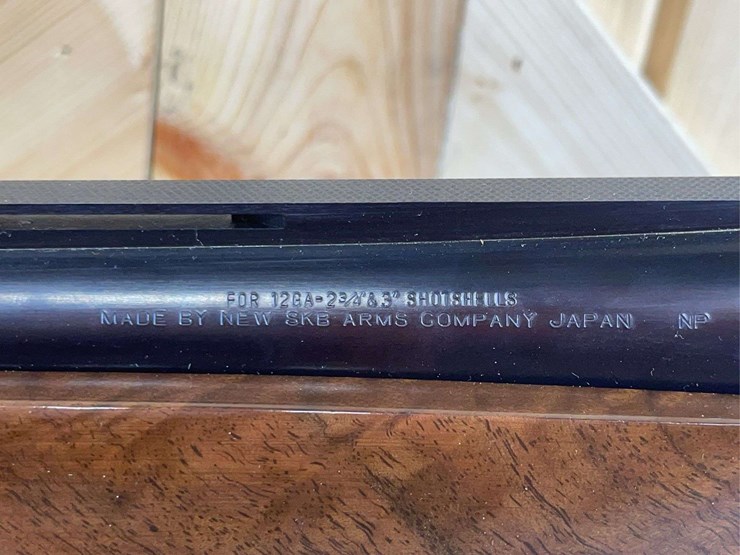 FOR 12GA-2¾"&3" SHOTSHELLS
MADE BY NEW SKB ARMS COMPANY JAPAN NP